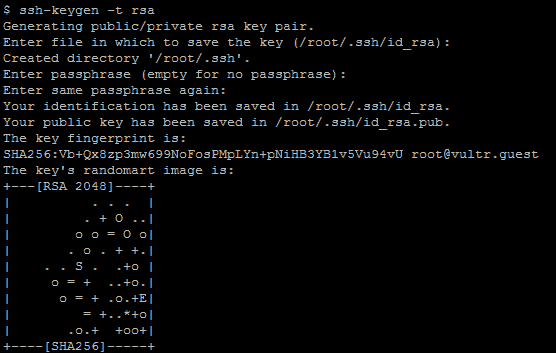 $ ssh-keygen -t rsa
Generating public/private rsa key pair.
Enter file in which to save the key (/root/.ssh/id_rsa):
Created directory '/root/.ssh'.
Enter passphrase (empty for no passphrase):
Enter same passphrase again:
Your identification has been saved in /root/.ssh/id_rsa.
Your public key has been saved in /root/.ssh/id_rsa.pub.
The key fingerprint is:
SHA256:Vb+Qx8zp3mw699NoFosPMpLYn+pNiHB3YB1v5Vu94vU root@vultr.guest
The key's randomart image is:
+---[RSA 2048]----+
|          . . .  |
|         . + O ..|
|        o o = O o|
|       . o . + +.|
|    . . S .  .+o |
|     o = +  ..+o.|
|      o = + .o.+E|
|         = +..*+o|
|       .o.+  +oo+|
+----[SHA256]-----+